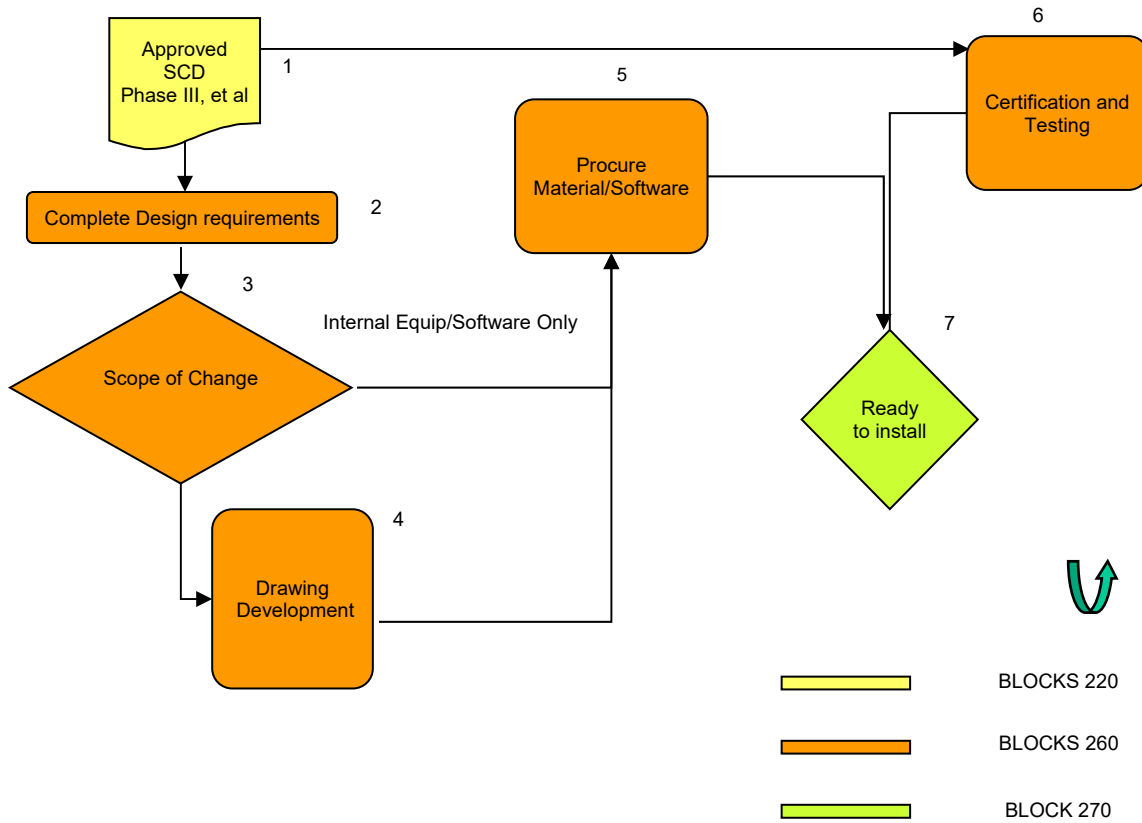 Approved
SCD
Phase III, et al
1
Complete Design requirements
2
3
Scope of Change
Internal Equip/Software Only
4
Drawing
Development
5
Procure
Material/Software
6
Certification and
Testing
7
Ready
to install
BLOCKS 220
BLOCKS 260
BLOCK 270